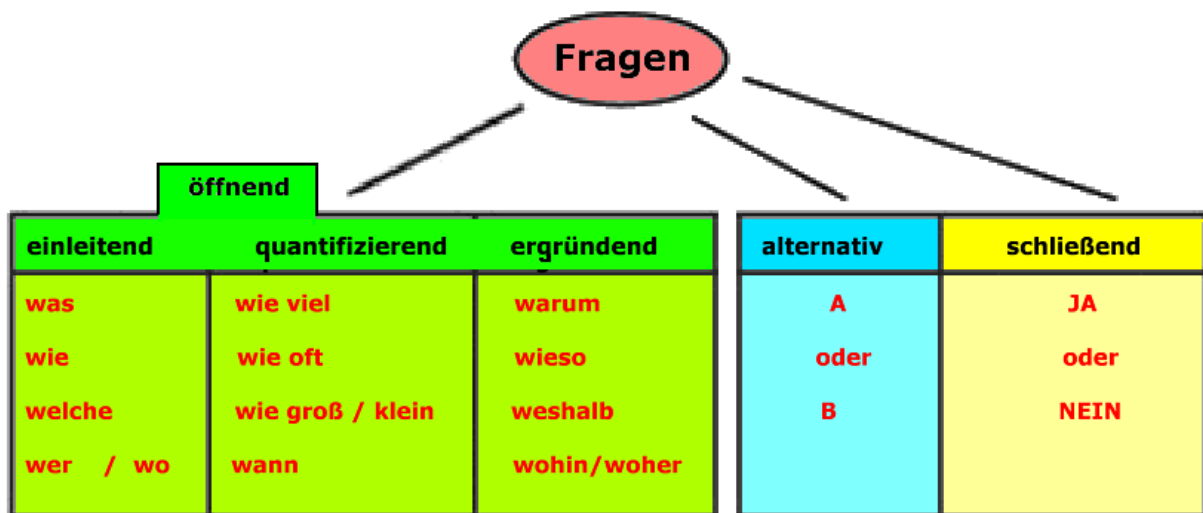 Fragen
öffnend
einleitend quantifizierend ergründend alternativ schließend
was wie viel warum A JA
wie wie oft wieso oder oder
welche wie groß / klein weshalb B NEIN
wer / wo wann wohin/woher